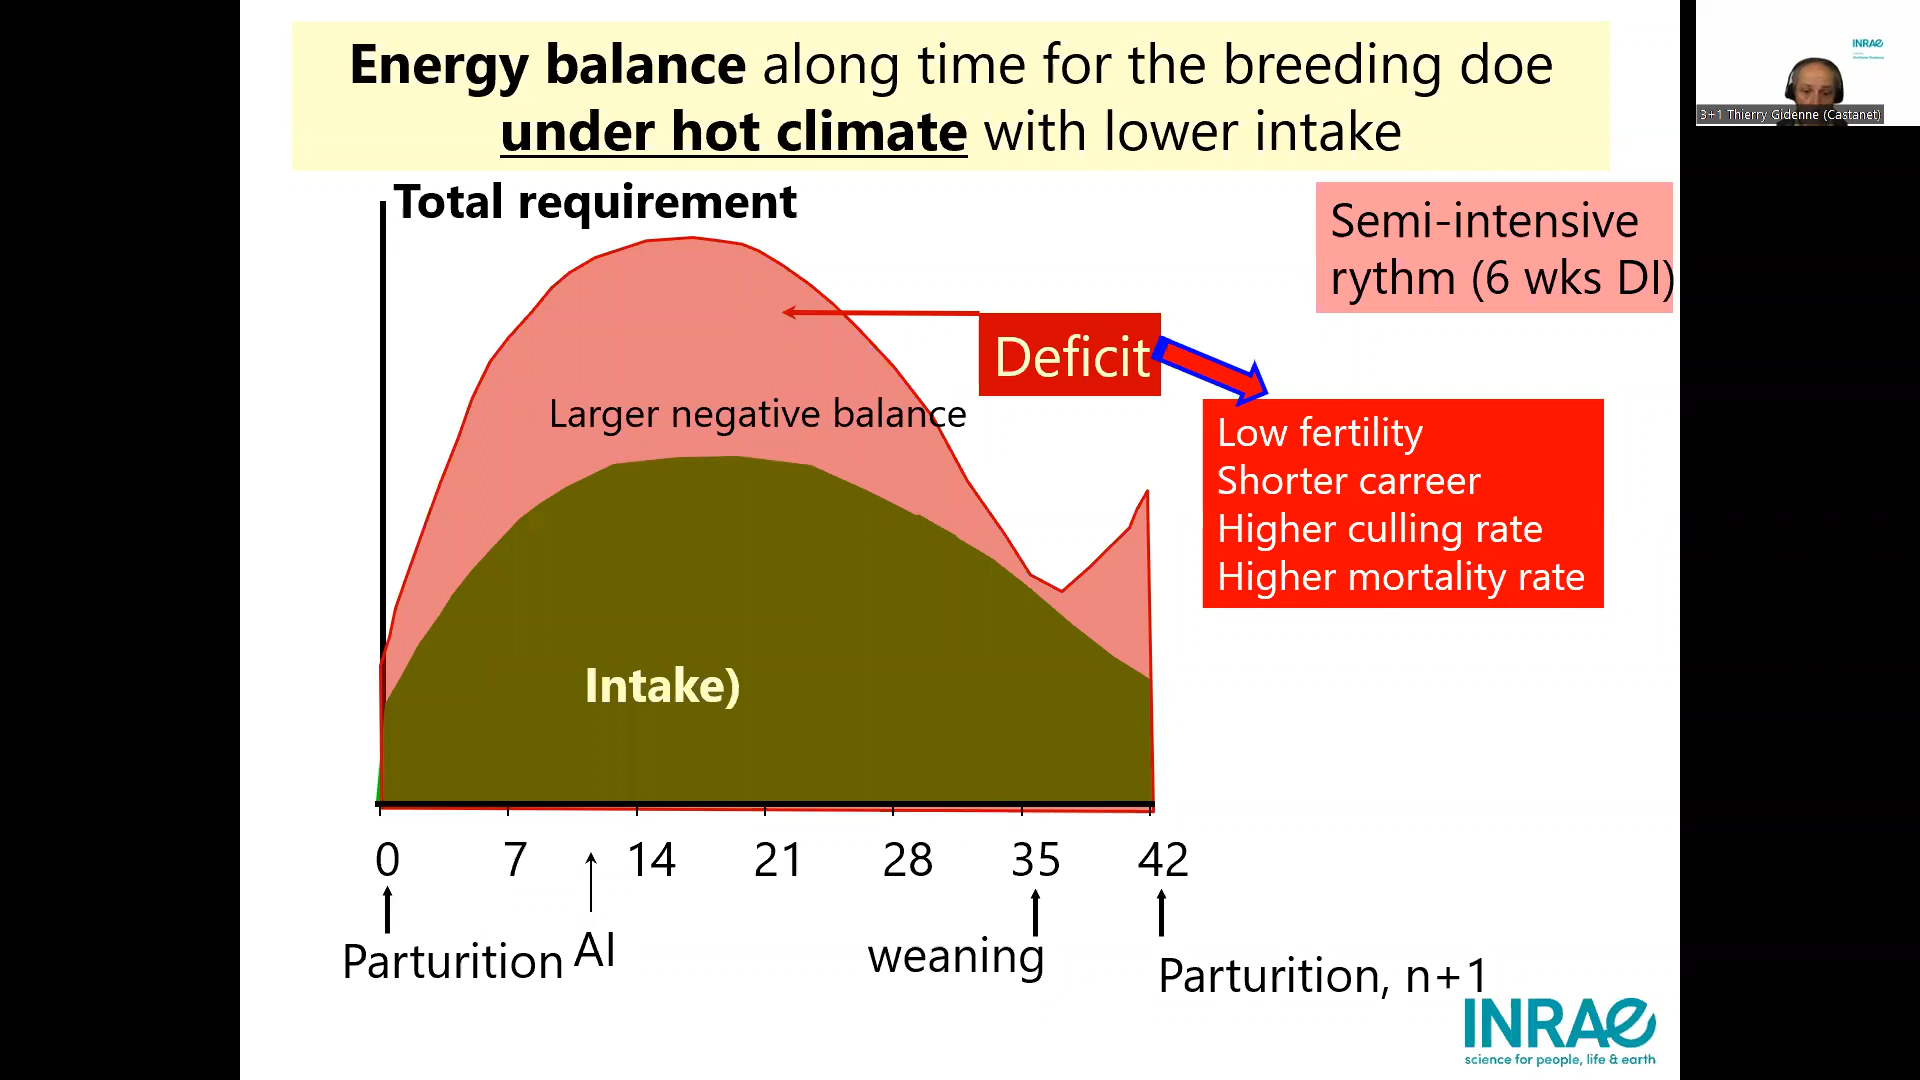 Energy balance along time for the breeding doe
under hot climate with lower intake
INRAE
3+1 Thierry Gidenne (Castanet)
Total requirement
Semi-intensive
rythm (6 wks DI)
Deficit
Larger negative balance
Low fertility
Shorter carreer
Higher culling rate
Higher mortality rate
Intake)
0 7 14 21 28 35 42
Parturition AI weaning Parturition, n+1
INRAE
science for people, life & earth